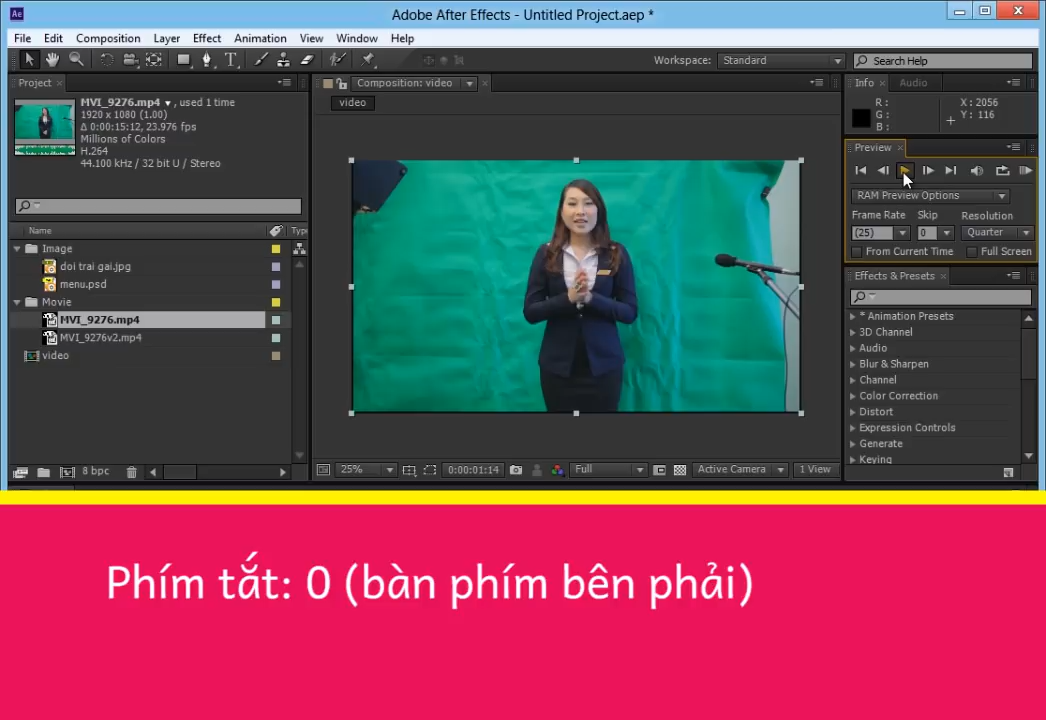 Ae
Adobe After Effects - Untitled Project.aep *
File Edit Composition Layer Effect Animation View Window Help
Workspace: Standard
Search Help
Project
MVI_9276.mp4 , used 1 time
1920 x 1080 (1.00)
Δ 0:00:15:12, 23.976 fps
Millions of Colors
H.264
44.100 kHz / 32 bit U / Stereo
Name Type
Image
doi trai gai.jpg
menu.psd
Movie
MVI_9276.mp4
MVI_9276v2.mp4
video
8 bpc
Composition: video
video
25% 0:00:01:14 Full Active Camera 1 View
Info Audio
R :
G :
B :
X : 2056
Y : 116
Preview
RAM Preview Options
Frame Rate Skip Resolution
(25) 0 Quarter
From Current Time Full Screen
Effects & Presets
* Animation Presets
3D Channel
Audio
Blur & Sharpen
Channel
Color Correction
Distort
Expression Controls
Generate
Keying
Phím tắt: 0 (bàn phím bên phải)